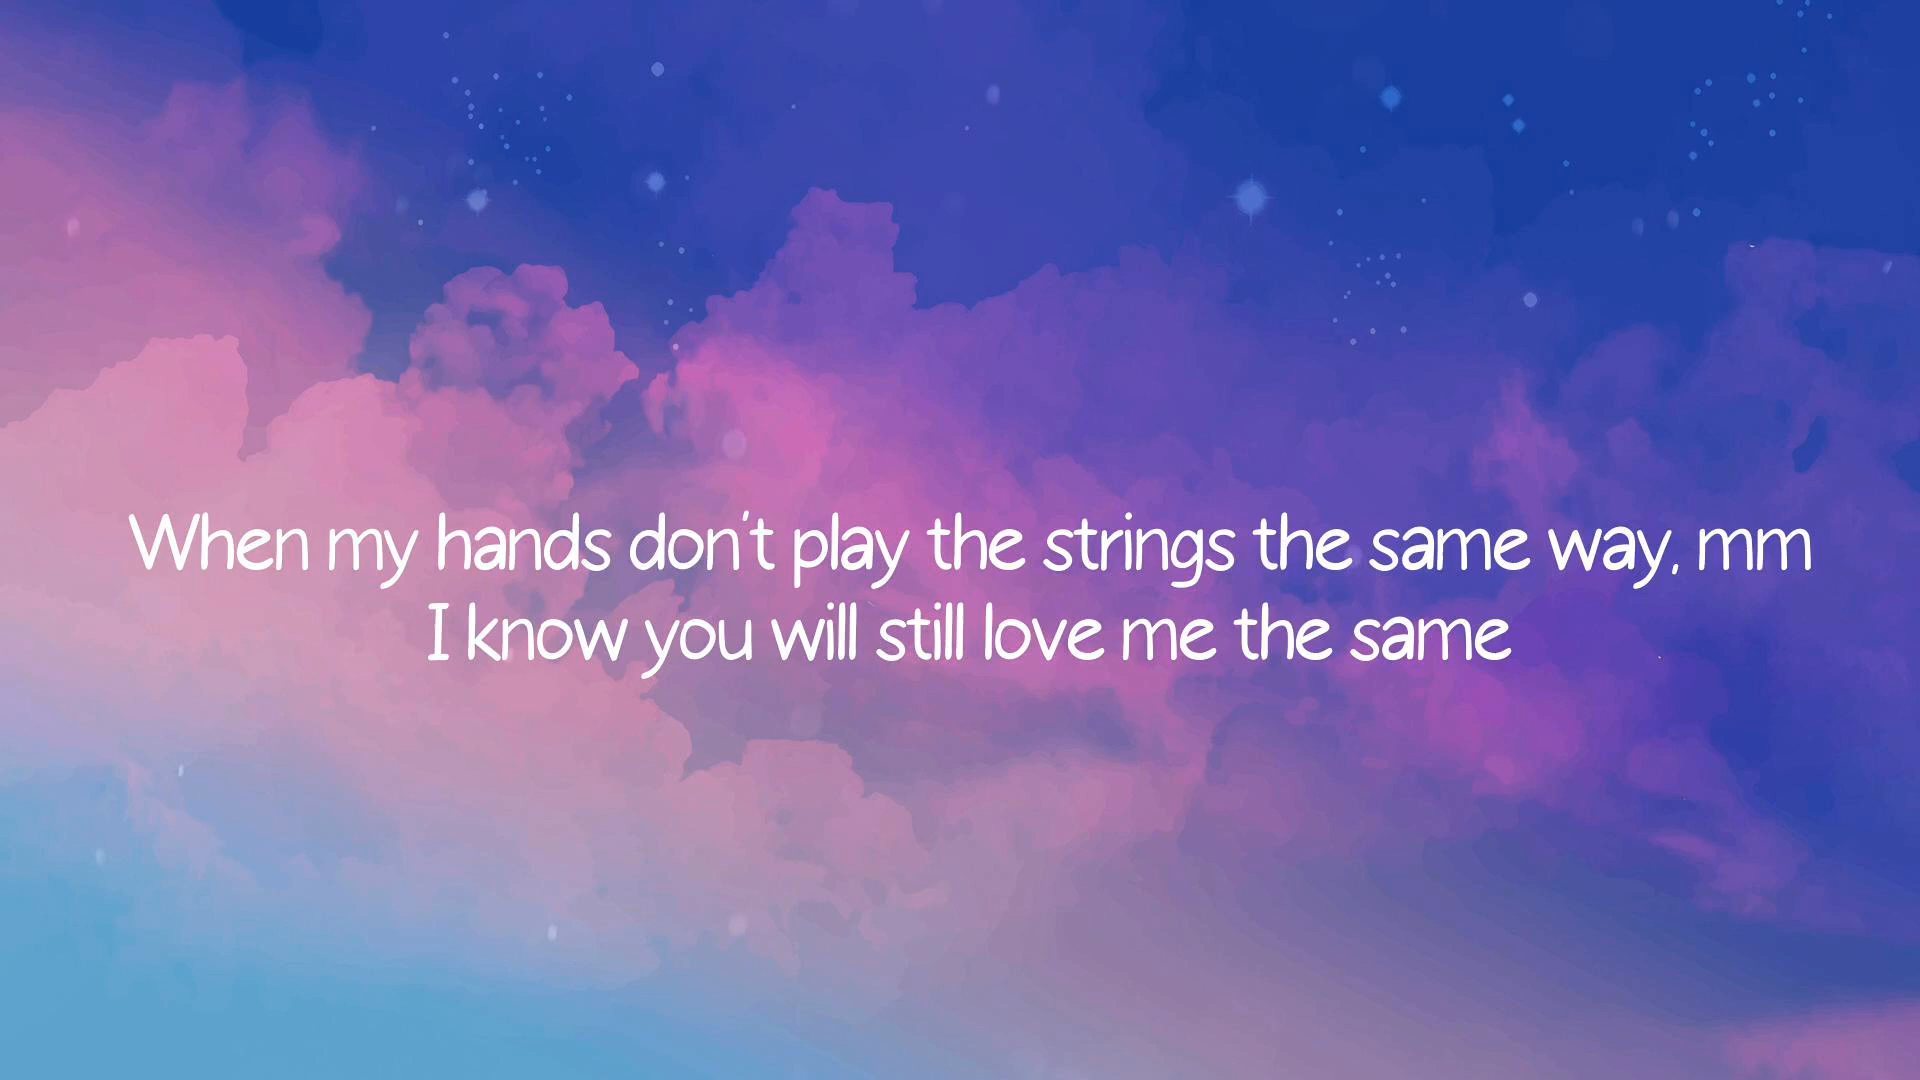 When my hands don't play the strings the same way, mm
I know you will still love me the same